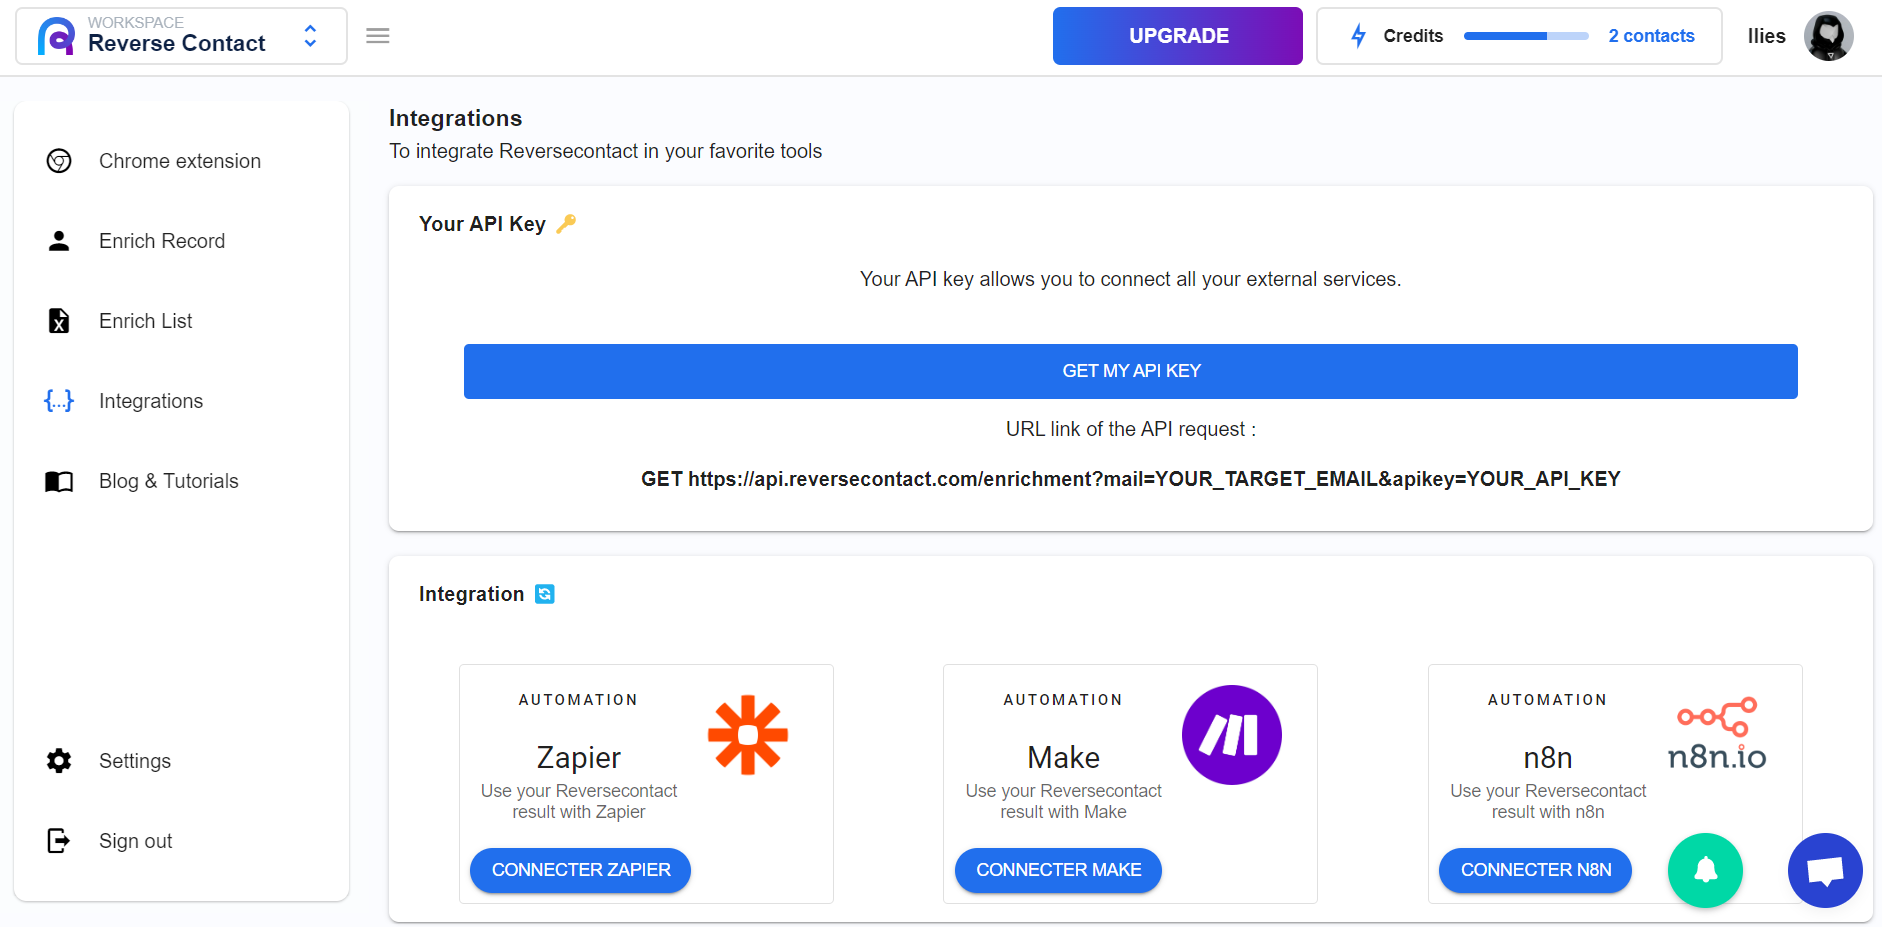 WORKSPACE
Reverse Contact
UPGRADE
Credits
2 contacts
Ilies
Chrome extension
Enrich Record
Enrich List
Integrations
Blog & Tutorials
Settings
Sign out
Integrations
To integrate Reversecontact in your favorite tools
Your API Key
Your API key allows you to connect all your external services.
GET MY API KEY
URL link of the API request :
GET https://api.reversecontact.com/enrichment?mail=YOUR_TARGET_EMAIL&apikey=YOUR_API_KEY
Integration
AUTOMATION
Zapier
Use your Reversecontact
result with Zapier
CONNECTER ZAPIER
AUTOMATION
Make
Use your Reversecontact
result with Make
CONNECTER MAKE
AUTOMATION
n8n
n8n.io
Use your Reversecontact
result with n8n
CONNECTER N8N